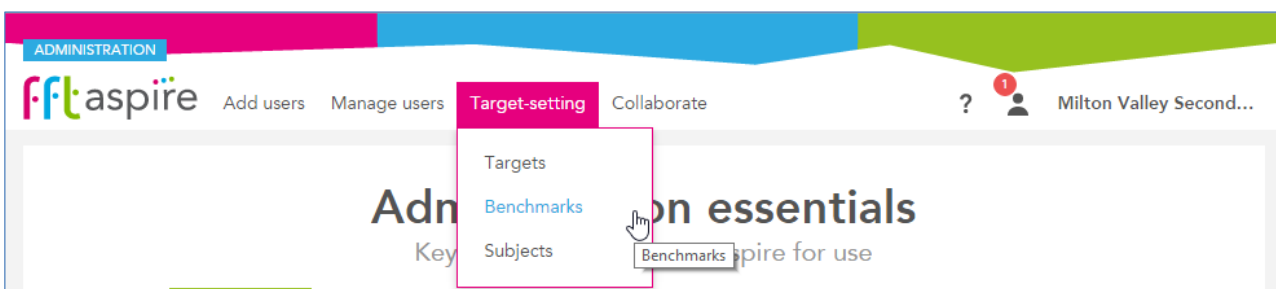 ADMINISTRATION
fft aspire Add users Manage users Target-setting Collaborate ? 1 Milton Valley Second...
Targets
Adm on essentials
Benchmarks
Key spire for use
Subjects
Benchmarks